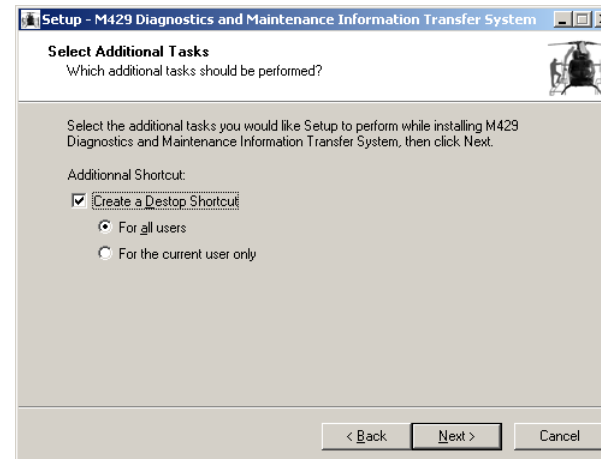 Setup - M429 Diagnostics and Maintenance Information Transfer System
Select Additional Tasks
Which additional tasks should be performed?
Select the additional tasks you would like Setup to perform while installing M429
Diagnostics and Maintenance Information Transfer System, then click Next.
Additionnal Shortcut:
Create a Destop Shortcut
For all users
For the current user only
< Back
Next >
Cancel